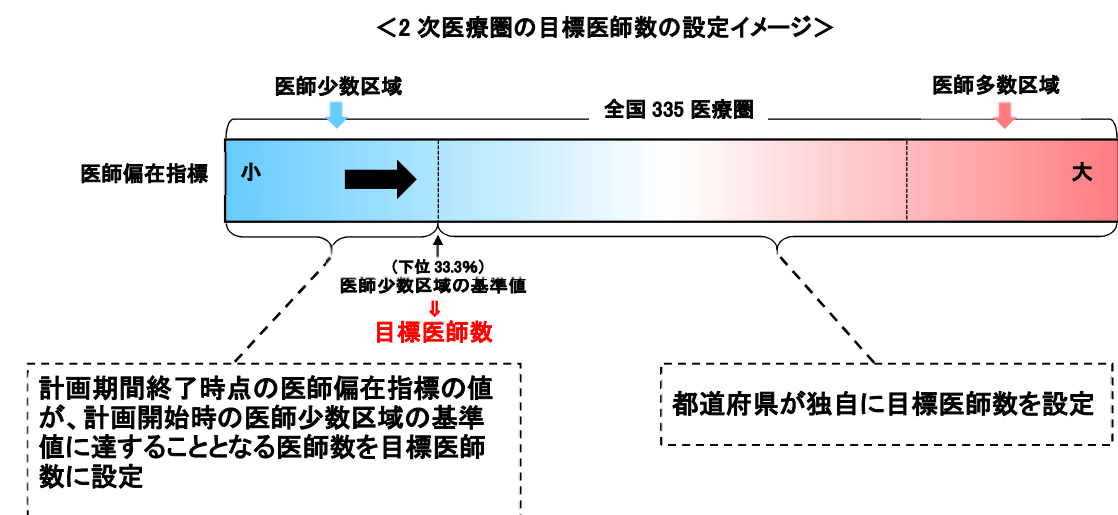 ＜2 次医療圏の目標医師数の設定イメージ＞
医師少数区域
医師多数区域
全国 335 医療圏
医師偏在指標
小
大
（下位 33.3%）
医師少数区域の基準値
⇓
目標医師数
計画期間終了時点の医師偏在指標の値
が、計画開始時の医師少数区域の基準
値に達することとなる医師数を目標医師
数に設定
都道府県が独自に目標医師数を設定